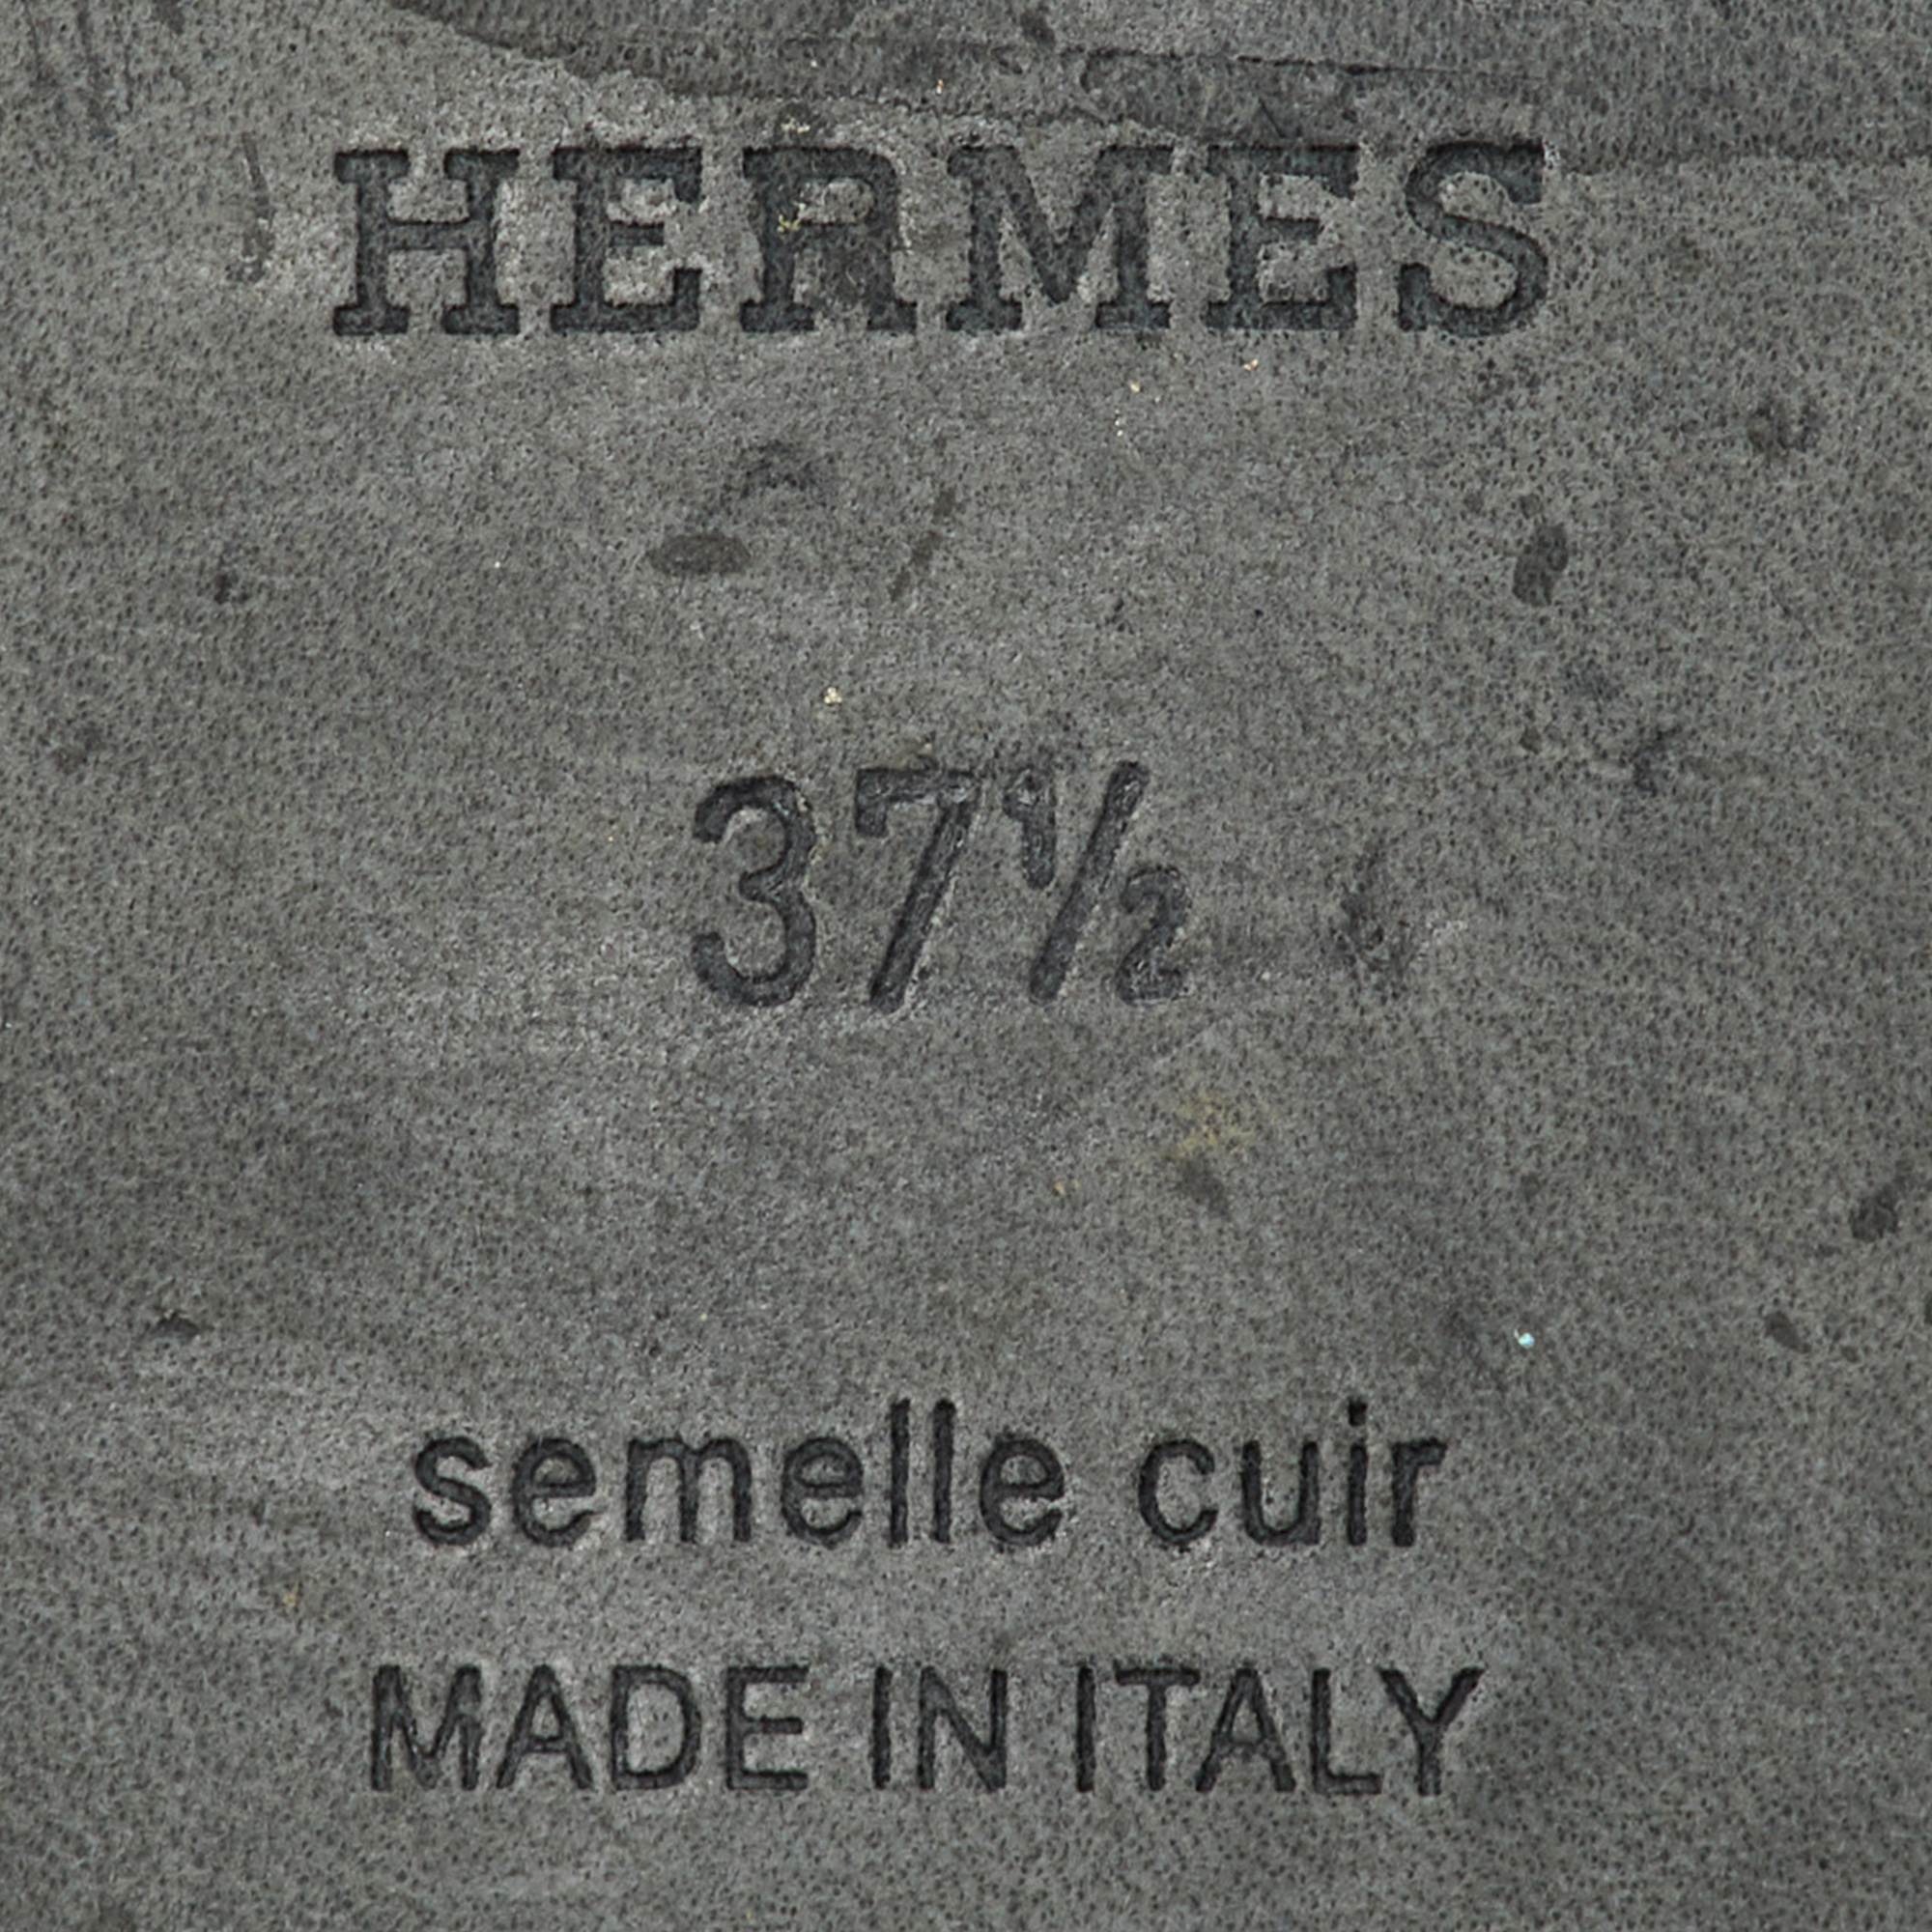 HERMES
37½
semelle cuir
MADE IN ITALY